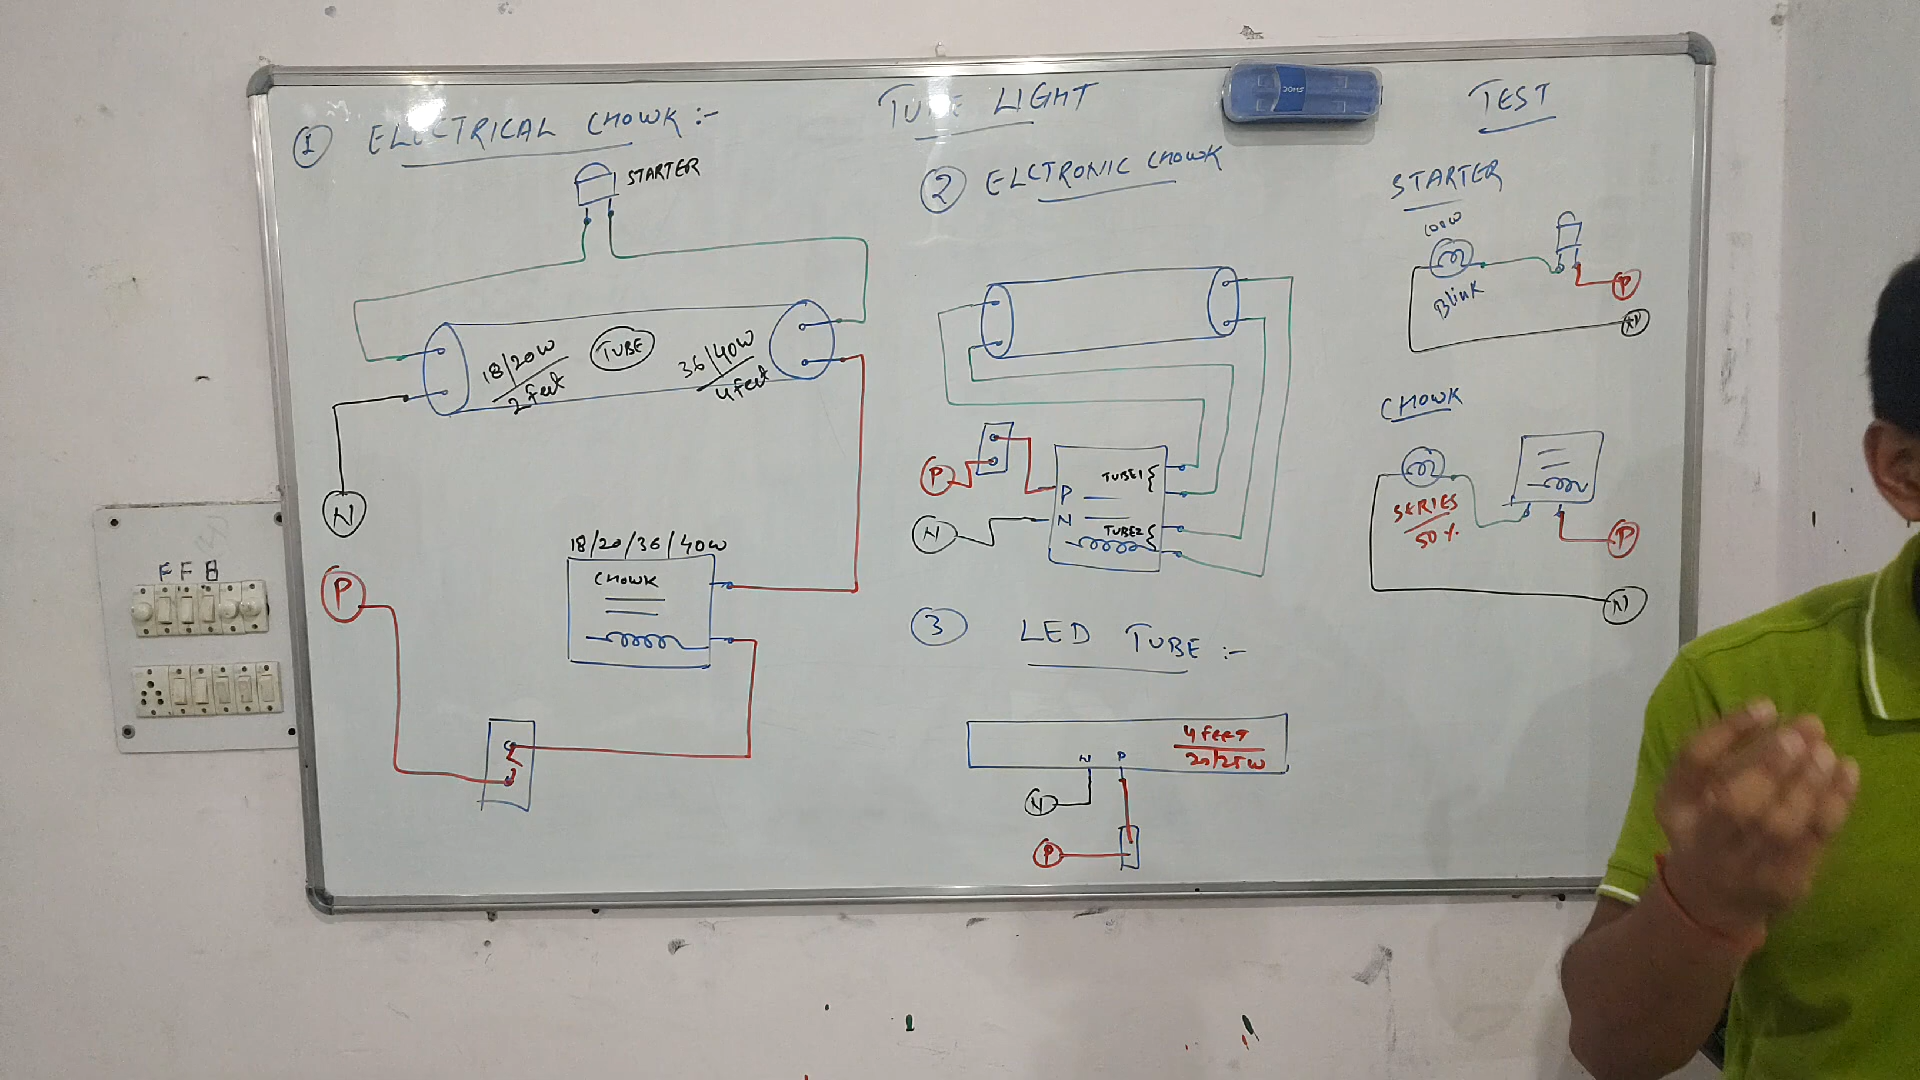 TUBE LIGHT
① ELECTRICAL CHOWK :-
STARTER
18/20W
2 feet
TUBE
36/40W
4 feet
N
P
18/20/36/40W
CHOWK
② ELCTRONIC CHOWK
P
N
P
N
TUBE1
TUBE2
③ LED TUBE :-
4 FEET
20/25W
N P
N
P
TEST
STARTER
100W
Blink
P
N
CHOWK
SERIES
50%
P
N
F F B